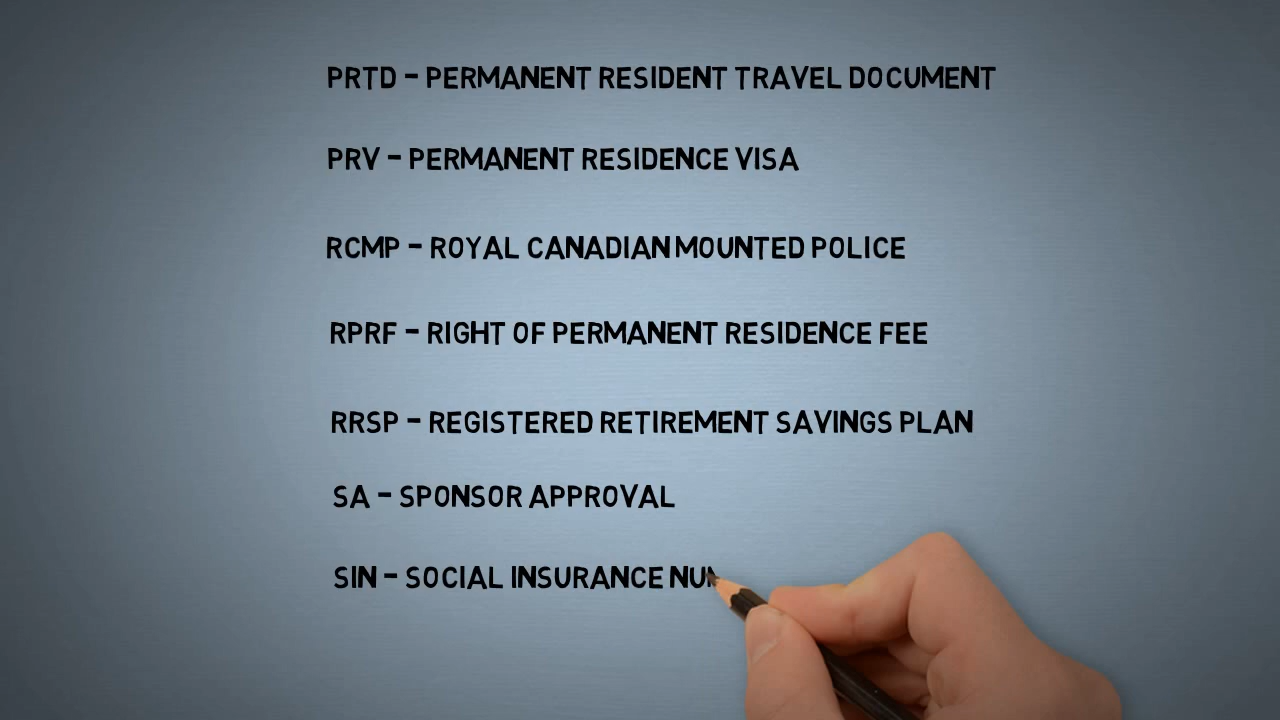 PRTD - PERMANENT RESIDENT TRAVEL DOCUMENT
PRV - PERMANENT RESIDENCE VISA
RCMP - ROYAL CANADIAN MOUNTED POLICE
RPRF - RIGHT OF PERMANENT RESIDENCE FEE
RRSP - REGISTERED RETIREMENT SAVINGS PLAN
SA - SPONSOR APPROVAL
SIN - SOCIAL INSURANCE